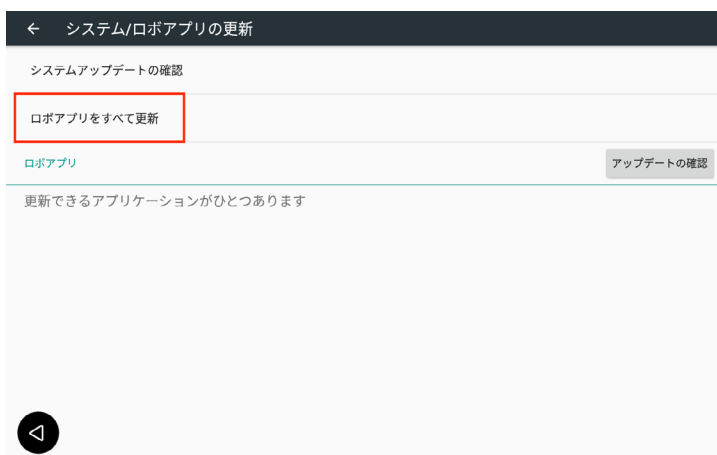 システム/ロボアプリの更新
システムアップデートの確認
ロボアプリをすべて更新
ロボアプリ
アップデートの確認
更新できるアプリケーションがひとつあります